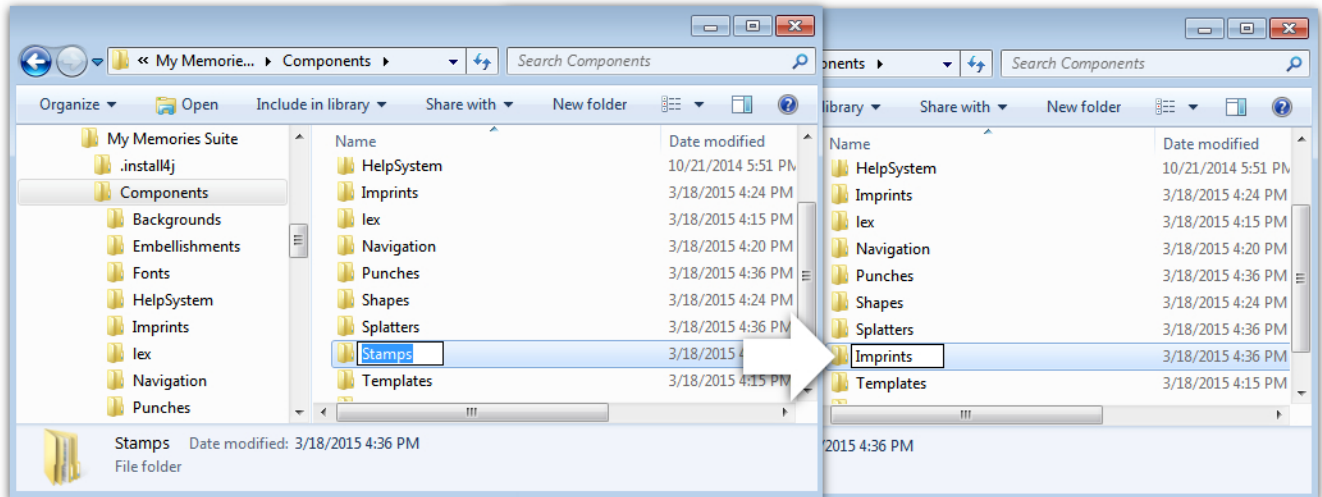 « My Memorie... ▸ Components ▸ Search Components
Organize Open Include in library Share with New folder
My Memories Suite
.install4j
Components
Backgrounds
Embellishments
Fonts
HelpSystem
Imprints
lex
Navigation
Punches
Name Date modified
HelpSystem 10/21/2014 5:51 PM
Imprints 3/18/2015 4:24 PM
lex 3/18/2015 4:15 PM
Navigation 3/18/2015 4:20 PM
Punches 3/18/2015 4:36 PM
Shapes 3/18/2015 4:24 PM
Splatters 3/18/2015 4:36 PM
Stamps 3/18/2015
Templates 3/18/2015 4:15 PM
Stamps Date modified: 3/18/2015 4:36 PM
File folder
onents ▸ Search Components
library Share with New folder
Name Date modified
HelpSystem 10/21/2014 5:51 PM
Imprints 3/18/2015 4:24 PM
lex 3/18/2015 4:15 PM
Navigation 3/18/2015 4:20 PM
Punches 3/18/2015 4:36 PM
Shapes 3/18/2015 4:24 PM
Splatters 3/18/2015 4:36 PM
Imprints 3/18/2015 4:36 PM
Templates 3/18/2015 4:15 PM
/2015 4:36 PM